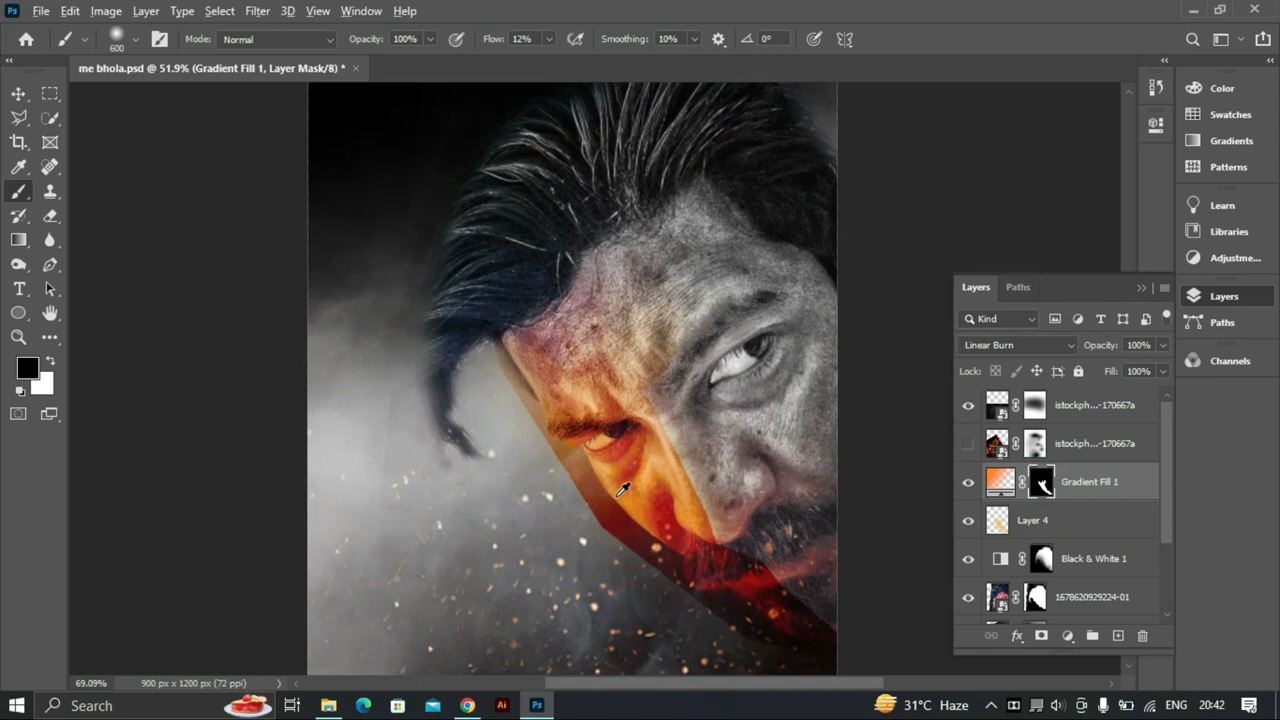 Ps File Edit Image Layer Type Select Filter 3D View Window Help
600 Mode: Normal Opacity: 100% Flow: 12% Smoothing: 10% 0°
me bhola.psd @ 51.9% (Gradient Fill 1, Layer Mask/8) *
Color
Swatches
Gradients
Patterns
Learn
Libraries
Adjustme...
Layers
Paths
Channels
Layers Paths
Kind
Linear Burn Opacity: 100%
Lock: Fill: 100%
istockph...-170667a
istockph...-170667a
Gradient Fill 1
Layer 4
Black & White 1
1678620929224-01
fx
69.09% 900 px x 1200 px (72 ppi)
Search Ai Ps 31°C Haze ENG 20:42